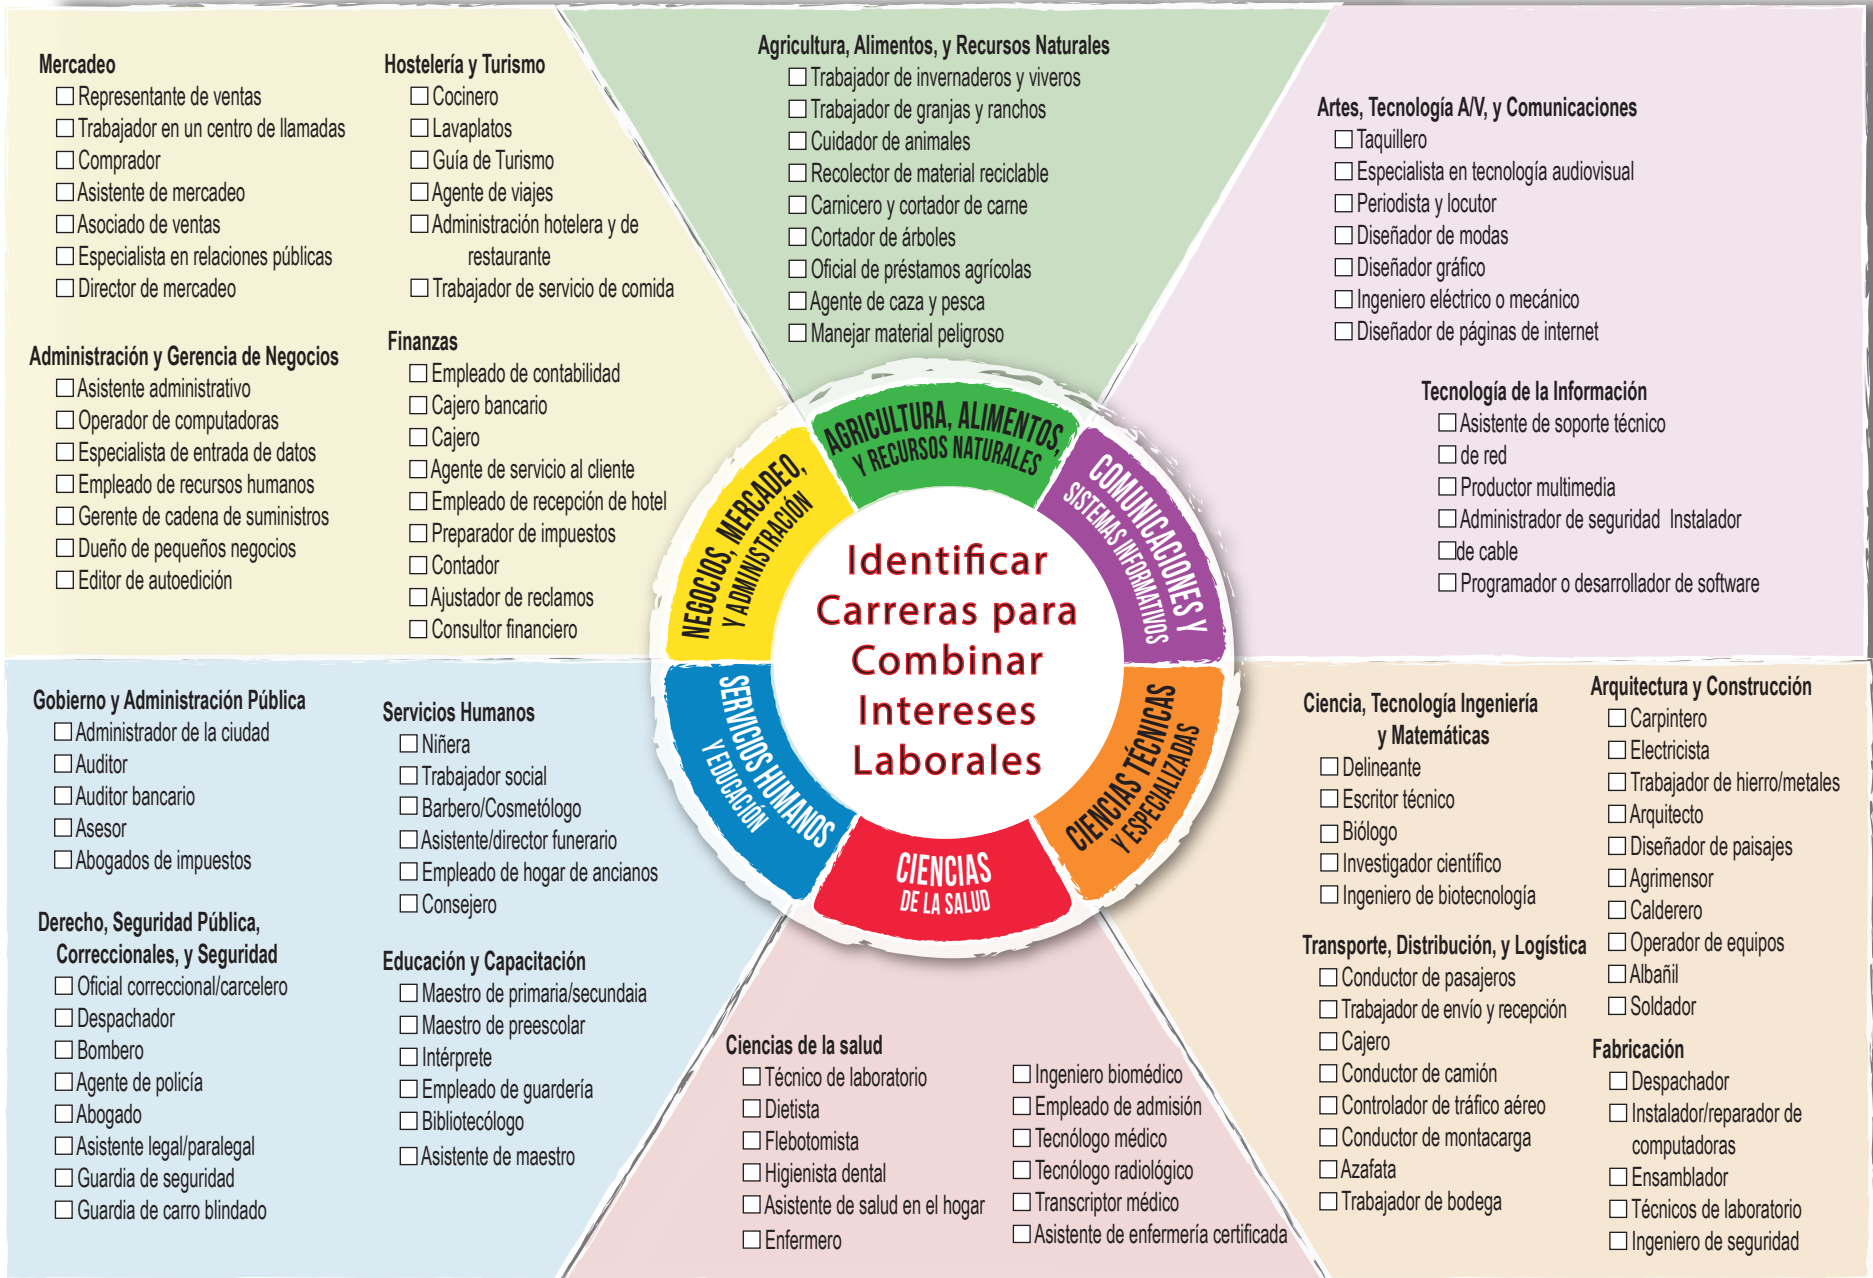 Mercadeo
Representante de ventas
Trabajador en un centro de llamadas
Comprador
Asistente de mercadeo
Asociado de ventas
Especialista en relaciones públicas
Director de mercadeo
Administración y Gerencia de Negocios
Asistente administrativo
Operador de computadoras
Especialista de entrada de datos
Empleado de recursos humanos
Gerente de cadena de suministros
Dueño de pequeños negocios
Editor de autoedición
Hostelería y Turismo
Cocinero
Lavaplatos
Guía de Turismo
Agente de viajes
Administración hotelera y de
restaurante
Trabajador de servicio de comida
Finanzas
Empleado de contabilidad
Cajero bancario
Cajero
Agente de servicio al cliente
Empleado de recepción de hotel
Preparador de impuestos
Contador
Ajustador de reclamos
Consultor financiero
Agricultura, Alimentos, y Recursos Naturales
Trabajador de invernaderos y viveros
Trabajador de granjas y ranchos
Cuidador de animales
Recolector de material reciclable
Carnicero y cortador de carne
Cortador de árboles
Oficial de préstamos agrícolas
Agente de caza y pesca
Manejar material peligroso
Artes, Tecnología A/V, y Comunicaciones
Taquillero
Especialista en tecnología audiovisual
Periodista y locutor
Diseñador de modas
Diseñador gráfico
Ingeniero eléctrico o mecánico
Diseñador de páginas de internet
Tecnología de la Información
Asistente de soporte técnico
de red
Productor multimedia
Administrador de seguridad Instalador
de cable
Programador o desarrollador de software
AGRICULTURA, ALIMENTOS,
Y RECURSOS NATURALES
COMUNICACIONES Y
SISTEMAS INFORMATIVOS
CIENCIAS TÉCNICAS
Y ESPECIALIZADAS
CIENCIAS
DE LA SALUD
SERVICIOS HUMANOS
Y EDUCACIÓN
NEGOCIOS, MERCADEO,
Y ADMINISTRACIÓN
Identificar
Carreras para
Combinar
Intereses
Laborales
Gobierno y Administración Pública
Administrador de la ciudad
Auditor
Auditor bancario
Asesor
Abogados de impuestos
Derecho, Seguridad Pública,
Correccionales, y Seguridad
Oficial correccional/carcelero
Despachador
Bombero
Agente de policía
Abogado
Asistente legal/paralegal
Guardia de seguridad
Guardia de carro blindado
Servicios Humanos
Niñera
Trabajador social
Barbero/Cosmetólogo
Asistente/director funerario
Empleado de hogar de ancianos
Consejero
Educación y Capacitación
Maestro de primaria/secundaia
Maestro de preescolar
Intérprete
Empleado de guardería
Bibliotecólogo
Asistente de maestro
Ciencias de la salud
Técnico de laboratorio
Dietista
Flebotomista
Higienista dental
Asistente de salud en el hogar
Enfermero
Ingeniero biomédico
Empleado de admisión
Tecnólogo médico
Tecnólogo radiológico
Transcriptor médico
Asistente de enfermería certificada
Ciencia, Tecnología Ingeniería
y Matemáticas
Delineante
Escritor técnico
Biólogo
Investigador científico
Ingeniero de biotecnología
Transporte, Distribución, y Logística
Conductor de pasajeros
Trabajador de envío y recepción
Cajero
Conductor de camión
Controlador de tráfico aéreo
Conductor de montacarga
Azafata
Trabajador de bodega
Arquitectura y Construcción
Carpintero
Electricista
Trabajador de hierro/metales
Arquitecto
Diseñador de paisajes
Agrimensor
Calderero
Operador de equipos
Albañil
Soldador
Fabricación
Despachador
Instalador/reparador de
computadoras
Ensamblador
Técnicos de laboratorio
Ingeniero de seguridad